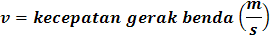 v = kecepatan gerak benda (m/s)